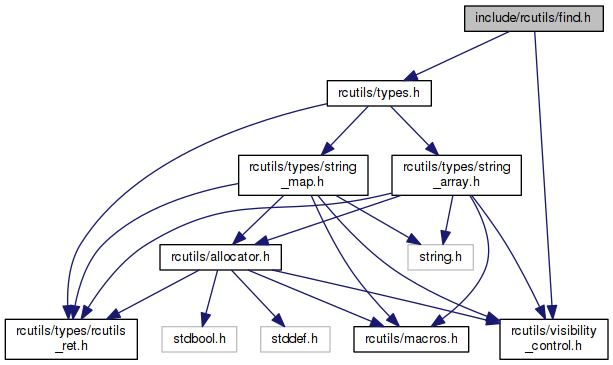 include/rcutils/find.h
rcutils/types.h
rcutils/types/string
_map.h
rcutils/types/string
_array.h
rcutils/allocator.h
string.h
rcutils/types/rcutils
_ret.h
stdbool.h
stddef.h
rcutils/macros.h
rcutils/visibility
_control.h